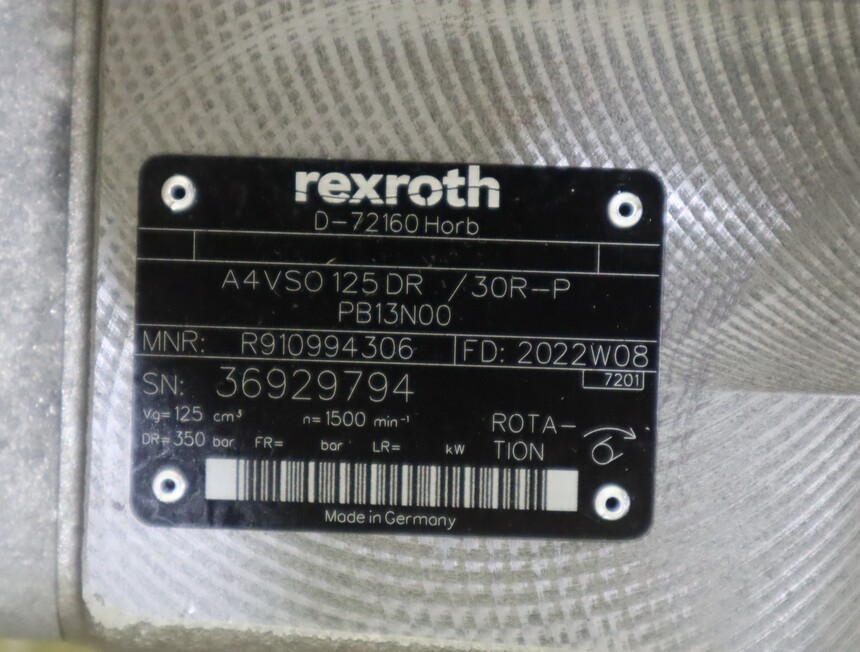 rexroth
D-72160 Horb
A4VSO 125 DR /30R-P
PB13N00
MNR: R910994306 FD: 2022W08
SN: 36929794 7201
Vg= 125 cm³ n= 1500 min⁻¹ ROTA-
DR= 350 bar FR= bar LR= kW TION
Made in Germany